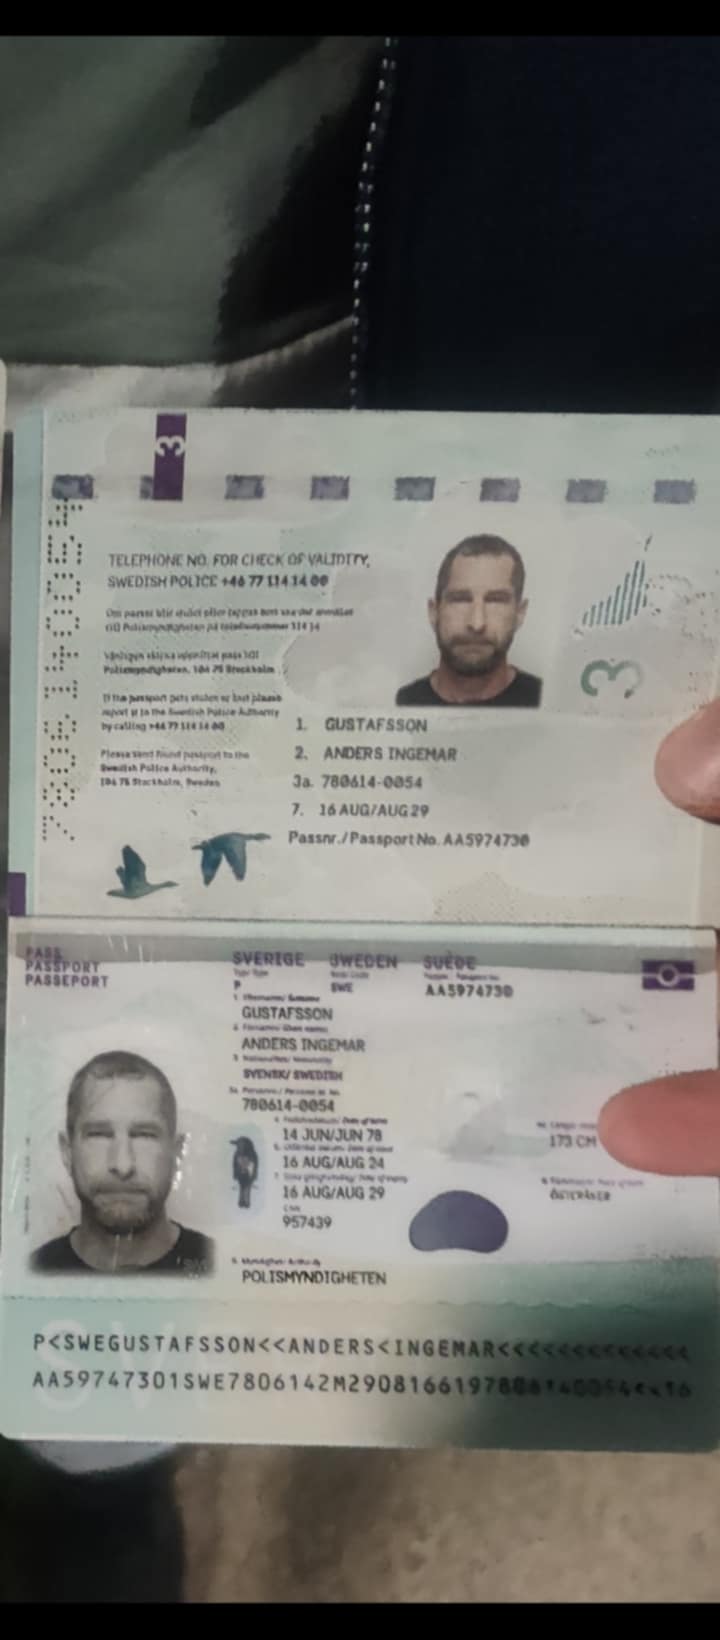 3
TELEPHONE NO. FOR CHECK OF VALIDITY,
SWEDISH POLICE +46 77 114 14 00
Polismyndigheten, 106 75 Stockholm
If the passport gets stolen or lost please
report it to the Swedish Police Authority
by calling +46 77 114 14 00
Please send found passport to the
Swedish Police Authority,
106 75 Stockholm, Sweden
3
1. GUSTAFSSON
2. ANDERS INGEMAR
3a. 780614-0054
7. 16 AUG/AUG 29
Passnr./Passport No. AA5974730
PASS
PASSPORT
PASSEPORT
SVERIGE SWEDEN SUÈDE
P SWE AA5974730
GUSTAFSSON
ANDERS INGEMAR
SVENSK/ SWEDISH
780614-0054
14 JUN/JUN 78
173 CM
16 AUG/AUG 24
16 AUG/AUG 29
957439
POLISMYNDIGHETEN
P<SWEGUSTAFSSON<<ANDERS<INGEMAR<<<<<<<<<<<<<